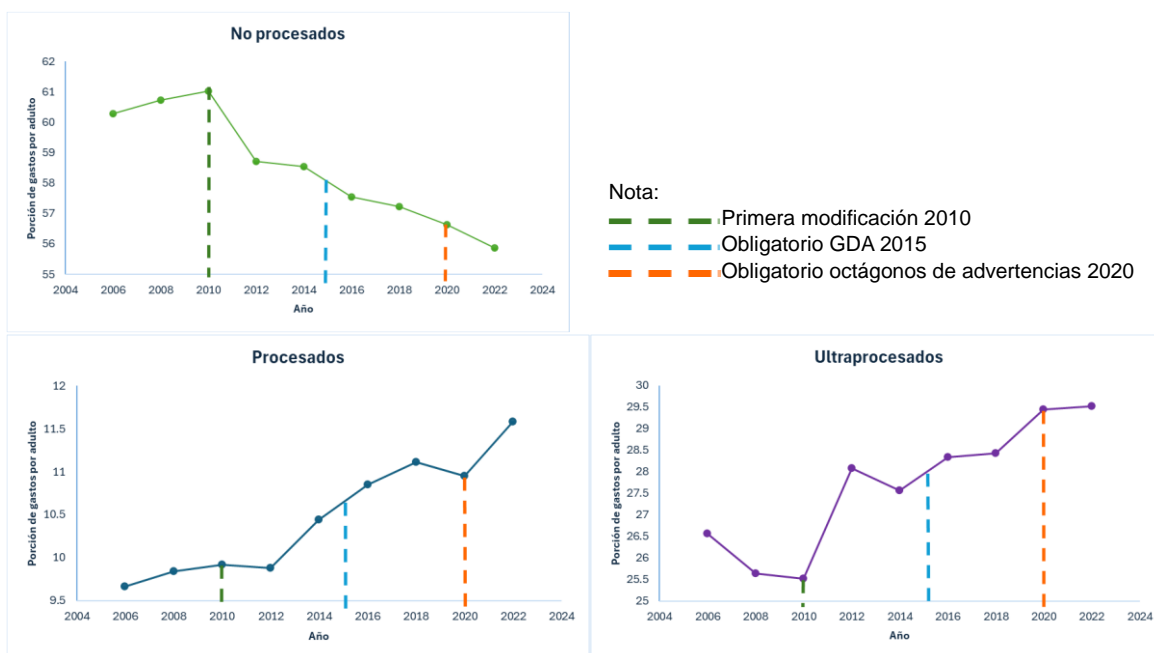 No procesados
Porción de gastos por adulto
62
61
60
59
58
57
56
55
2004 2006 2008 2010 2012 2014 2016 2018 2020 2022 2024
Año
Nota:
Primera modificación 2010
Obligatorio GDA 2015
Obligatorio octágonos de advertencias 2020
Procesados
Porción de gastos por adulto
12
11.5
11
10.5
10
9.5
2004 2006 2008 2010 2012 2014 2016 2018 2020 2022 2024
Año
Ultraprocesados
Porción de gastos por adulto
30
29.5
29
28.5
28
27.5
27
26.5
26
25.5
25
2004 2006 2008 2010 2012 2014 2016 2018 2020 2022 2024
Año